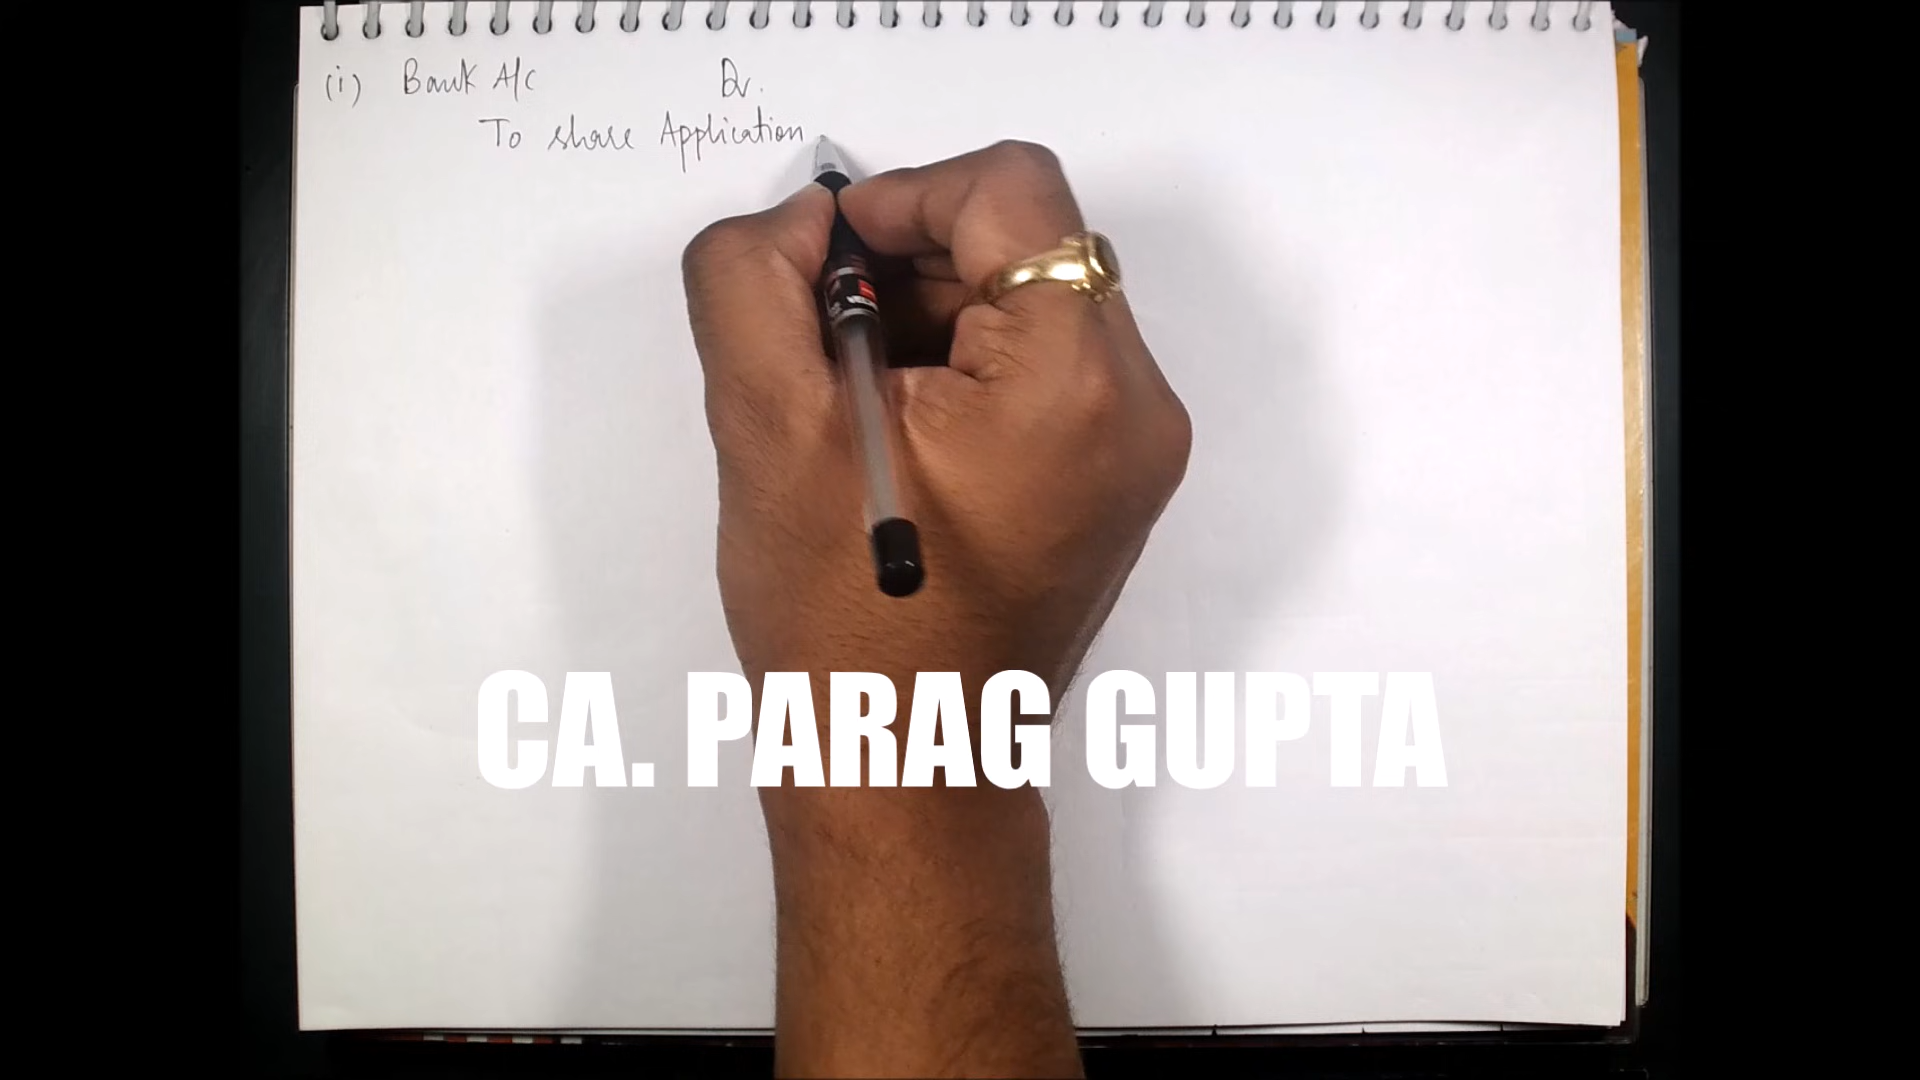 (i) Bank A/c Dr.
To share Application
CA. PARAG GUPTA